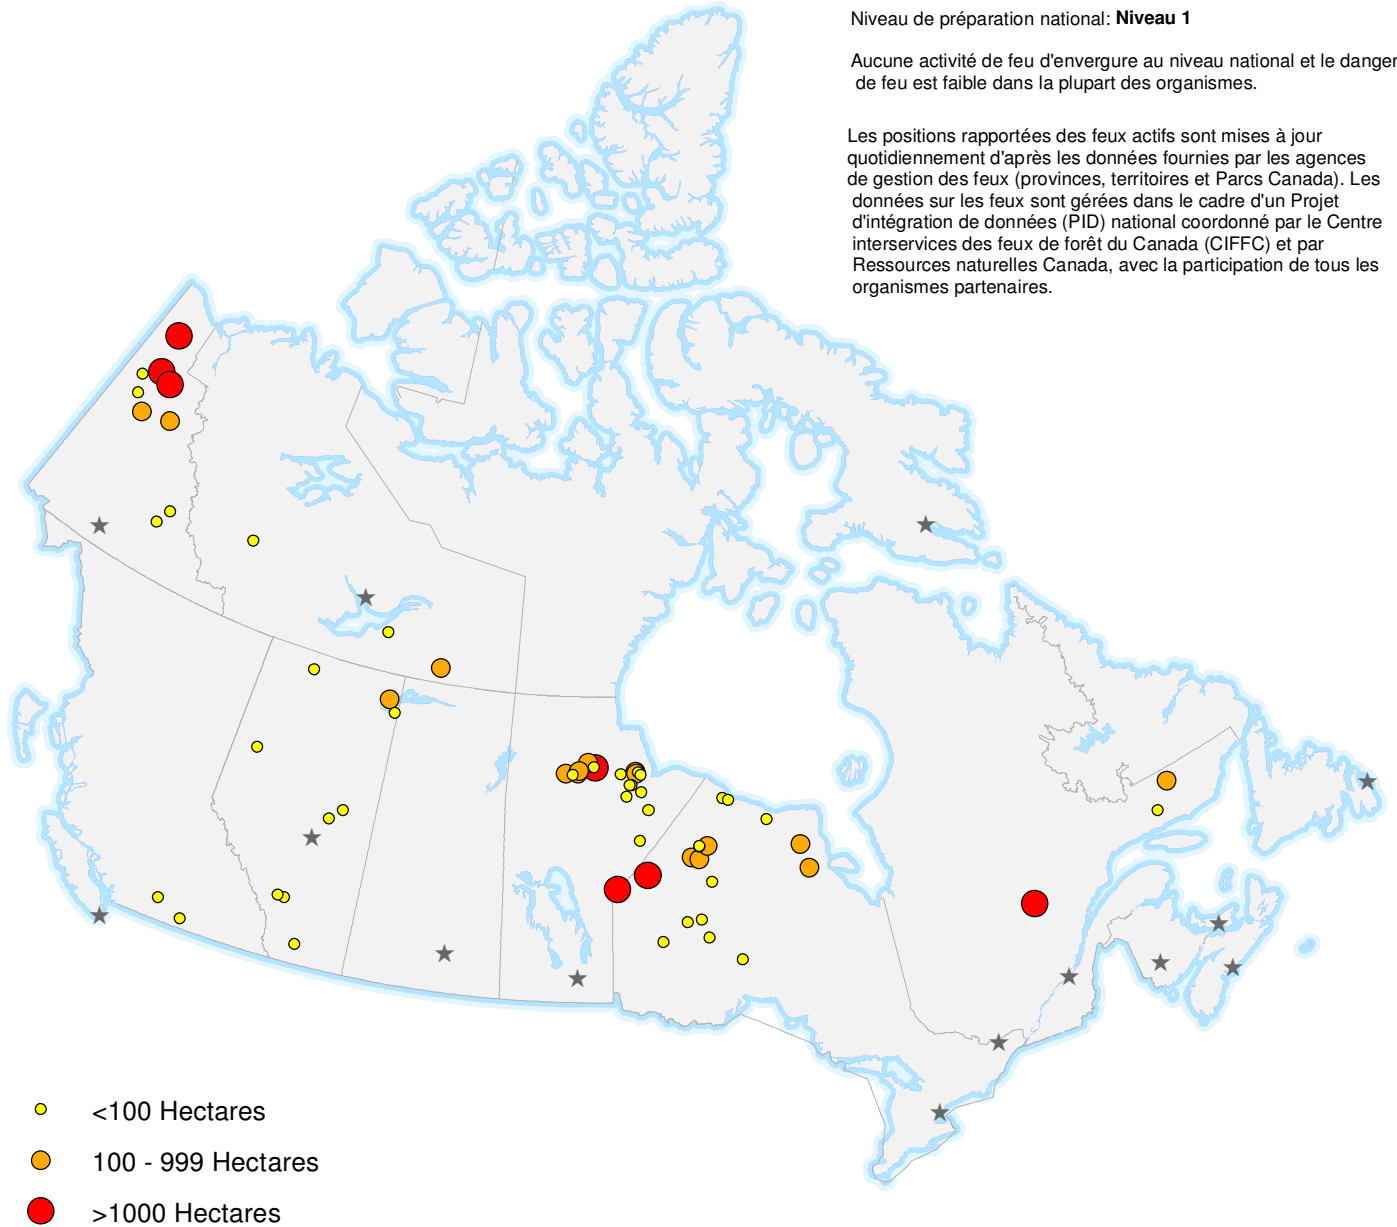 Niveau de préparation national: Niveau 1
Aucune activité de feu d'envergure au niveau national et le danger
de feu est faible dans la plupart des organismes.
Les positions rapportées des feux actifs sont mises à jour
quotidiennement d'après les données fournies par les agences
de gestion des feux (provinces, territoires et Parcs Canada). Les
données sur les feux sont gérées dans le cadre d'un Projet
d'intégration de données (PID) national coordonné par le Centre
interservices des feux de forêt du Canada (CIFFC) et par
Ressources naturelles Canada, avec la participation de tous les
organismes partenaires.
<100 Hectares
100 - 999 Hectares
>1000 Hectares